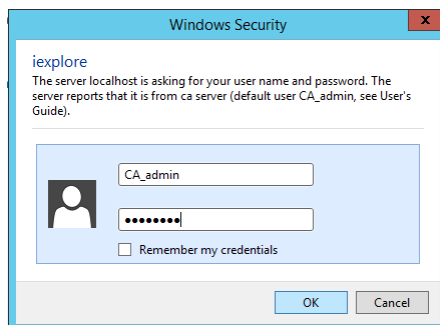 Windows Security
x
iexplore
The server localhost is asking for your user name and password. The
server reports that it is from ca server (default user CA_admin, see User's
Guide).
CA_admin
••••••••
Remember my credentials
OK
Cancel